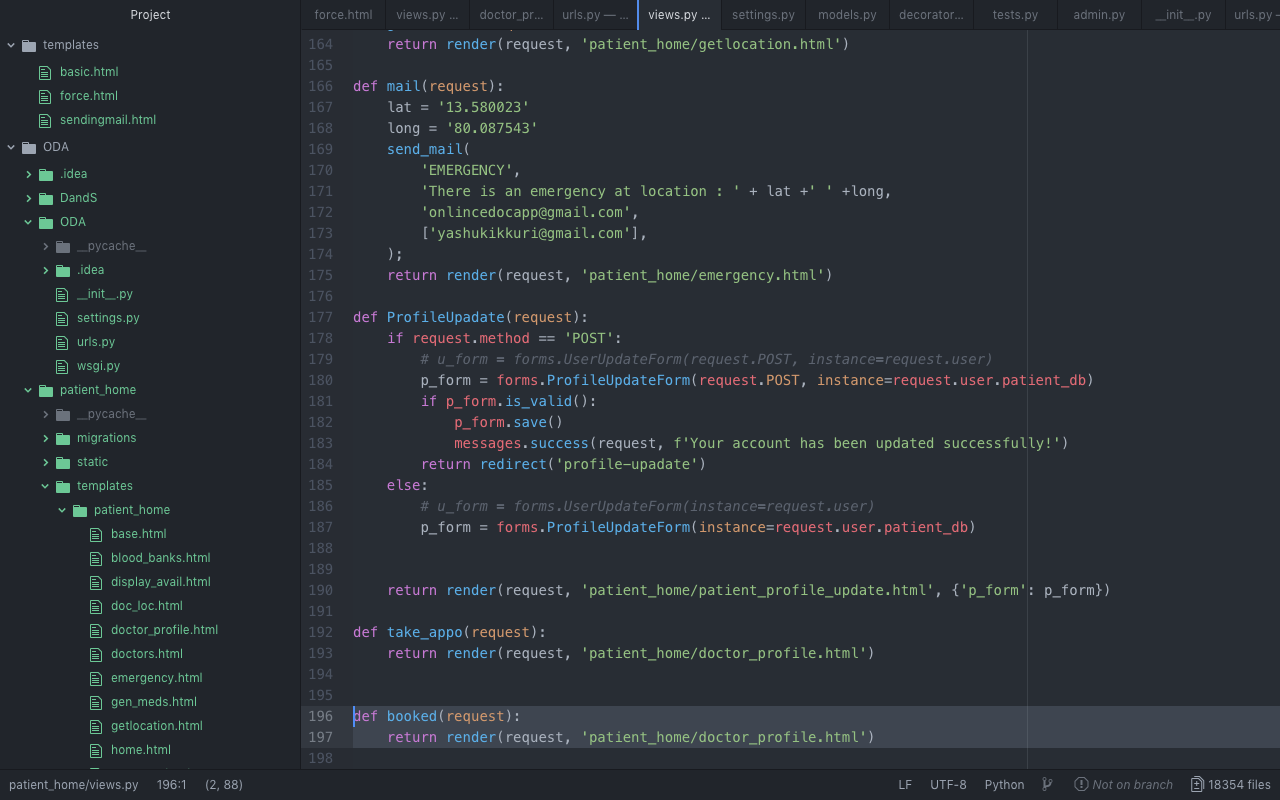 Project
templates
basic.html
force.html
sendingmail.html
ODA
.idea
DandS
ODA
__pycache__
.idea
__init__.py
settings.py
urls.py
wsgi.py
patient_home
__pycache__
migrations
static
templates
patient_home
base.html
blood_banks.html
display_avail.html
doc_loc.html
doctor_profile.html
doctors.html
emergency.html
gen_meds.html
getlocation.html
home.html
force.html views.py ... doctor_pr... urls.py — ... views.py ... settings.py models.py decorator... tests.py admin.py __init__.py urls.py
164 return render(request, 'patient_home/getlocation.html')
165
166 def mail(request):
167 lat = '13.580023'
168 long = '80.087543'
169 send_mail(
170 'EMERGENCY',
171 'There is an emergency at location : ' + lat +' ' +long,
172 'onlincedocapp@gmail.com',
173 ['yashukikkuri@gmail.com'],
174 );
175 return render(request, 'patient_home/emergency.html')
176
177 def ProfileUpadate(request):
178 if request.method == 'POST':
179 # u_form = forms.UserUpdateForm(request.POST, instance=request.user)
180 p_form = forms.ProfileUpdateForm(request.POST, instance=request.user.patient_db)
181 if p_form.is_valid():
182 p_form.save()
183 messages.success(request, f'Your account has been updated successfully!')
184 return redirect('profile-upadate')
185 else:
186 # u_form = forms.UserUpdateForm(instance=request.user)
187 p_form = forms.ProfileUpdateForm(instance=request.user.patient_db)
188
189
190 return render(request, 'patient_home/patient_profile_update.html', {'p_form': p_form})
191
192 def take_appo(request):
193 return render(request, 'patient_home/doctor_profile.html')
194
195
196 def booked(request):
197 return render(request, 'patient_home/doctor_profile.html')
198
patient_home/views.py 196:1 (2, 88) LF UTF-8 Python Not on branch 18354 files